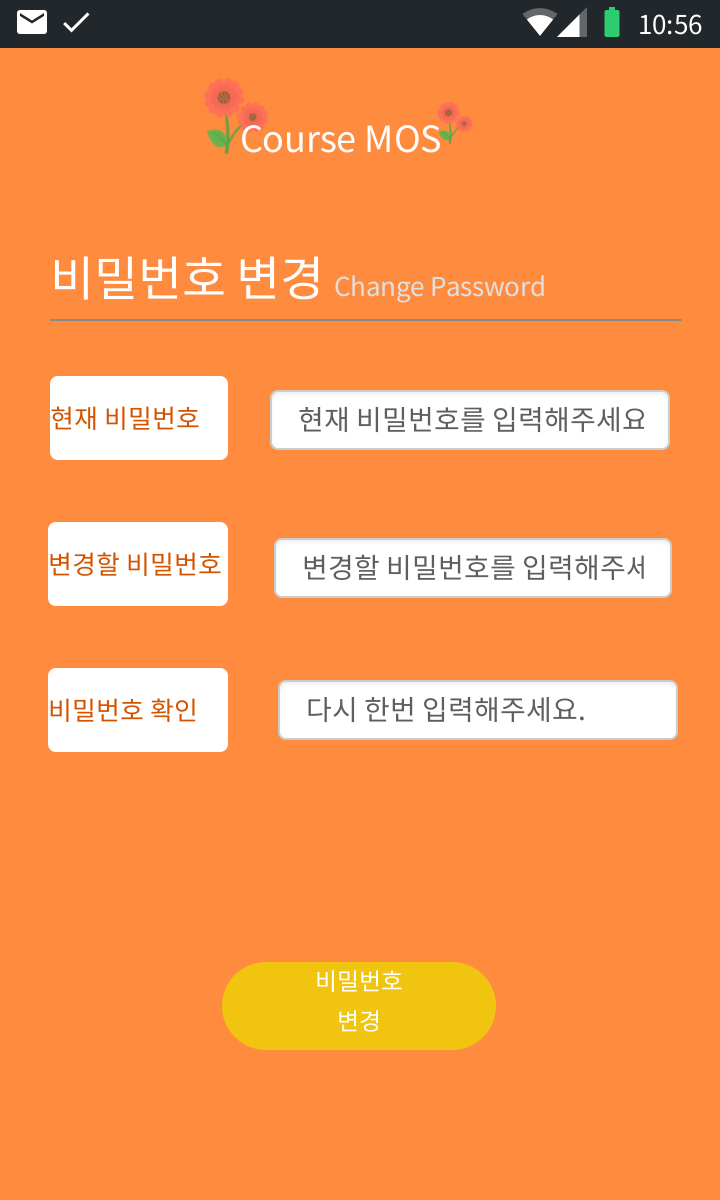 10:56
Course MOS
비밀번호 변경 Change Password
현재 비밀번호 현재 비밀번호를 입력해주세요
변경할 비밀번호 변경할 비밀번호를 입력해주세
비밀번호 확인 다시 한번 입력해주세요.
비밀번호
변경